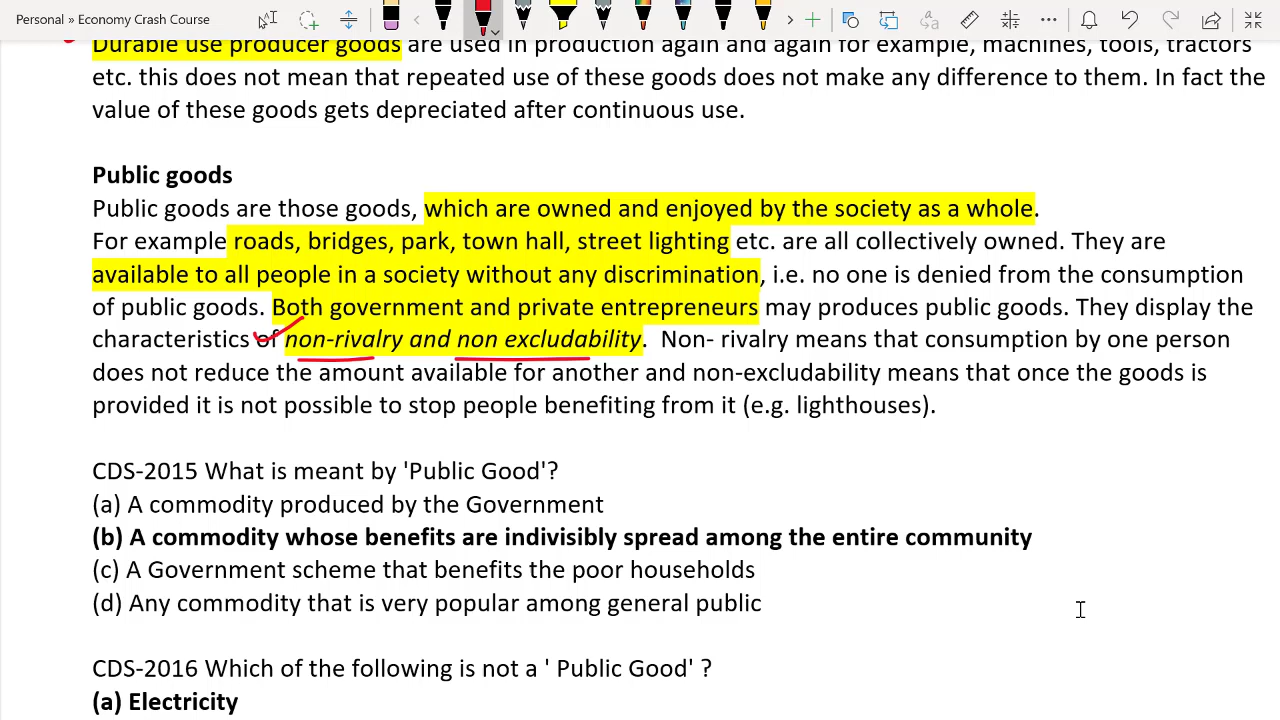 Personal » Economy Crash Course
Durable use producer goods are used in production again and again for example, machines, tools, tractors
etc. this does not mean that repeated use of these goods does not make any difference to them. In fact the
value of these goods gets depreciated after continuous use.
Public goods
Public goods are those goods, which are owned and enjoyed by the society as a whole.
For example roads, bridges, park, town hall, street lighting etc. are all collectively owned. They are
available to all people in a society without any discrimination, i.e. no one is denied from the consumption
of public goods. Both government and private entrepreneurs may produces public goods. They display the
characteristics of non-rivalry and non excludability.  Non- rivalry means that consumption by one person
does not reduce the amount available for another and non-excludability means that once the goods is
provided it is not possible to stop people benefiting from it (e.g. lighthouses).
CDS-2015 What is meant by 'Public Good'?
(a) A commodity produced by the Government
(b) A commodity whose benefits are indivisibly spread among the entire community
(c) A Government scheme that benefits the poor households
(d) Any commodity that is very popular among general public
CDS-2016 Which of the following is not a ' Public Good' ?
(a) Electricity